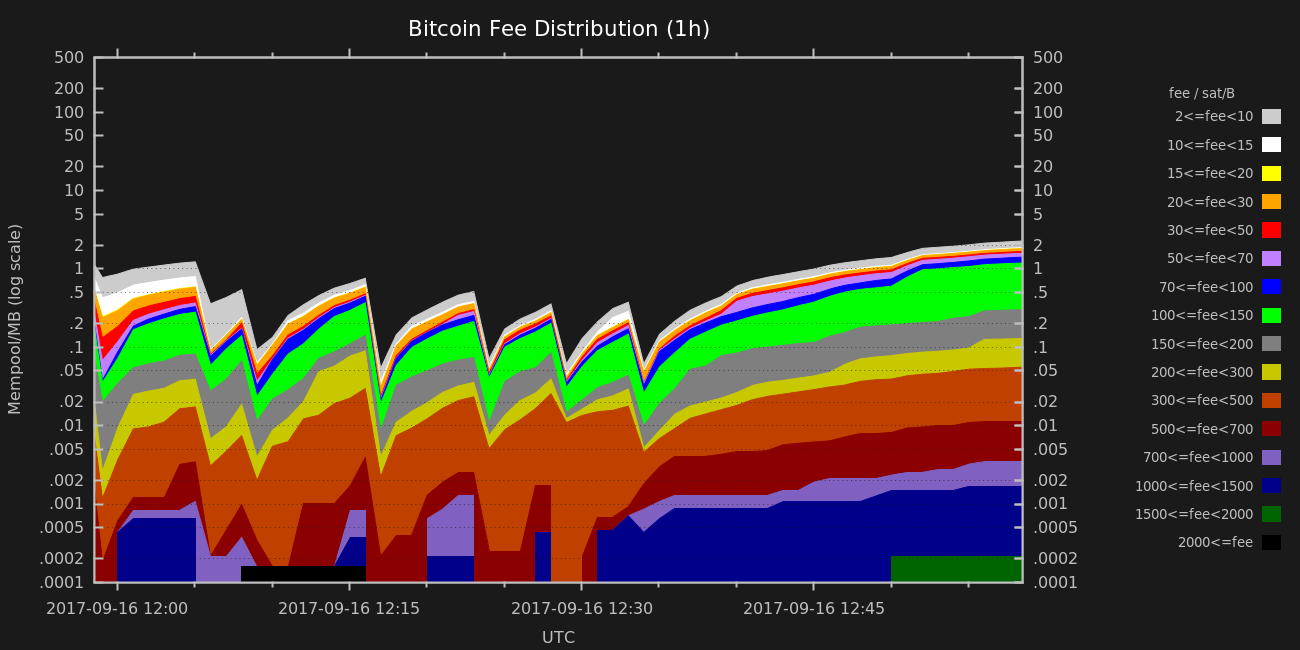 Bitcoin Fee Distribution (1h)
Mempool/MB (log scale)
500
200
100
50
20
10
5
2
1
.5
.2
.1
.05
.02
.01
.005
.002
.001
.0005
.0002
.0001
500
200
100
50
20
10
5
2
1
.5
.2
.1
.05
.02
.01
.005
.002
.001
.0005
.0002
.0001
2017-09-16 12:00
2017-09-16 12:15
2017-09-16 12:30
2017-09-16 12:45
UTC
fee / sat/B
2<=fee<10
10<=fee<15
15<=fee<20
20<=fee<30
30<=fee<50
50<=fee<70
70<=fee<100
100<=fee<150
150<=fee<200
200<=fee<300
300<=fee<500
500<=fee<700
700<=fee<1000
1000<=fee<1500
1500<=fee<2000
2000<=fee